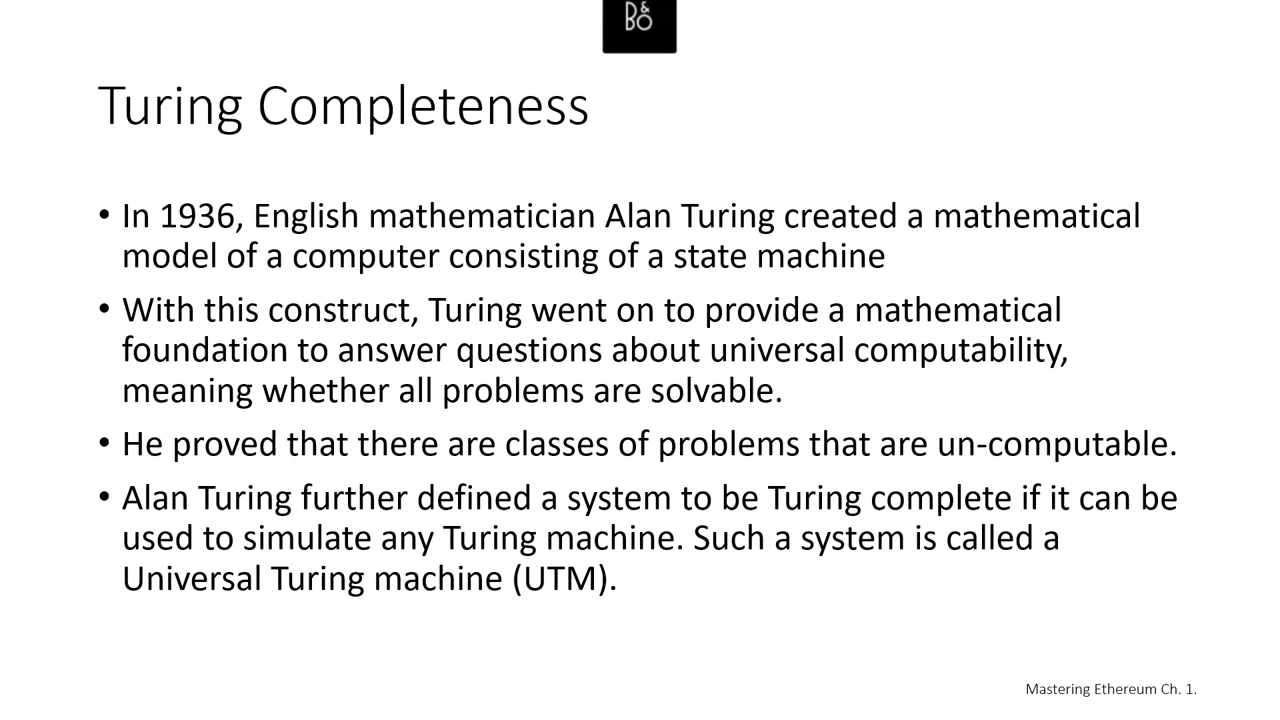 B&
BO
Turing Completeness
• In 1936, English mathematician Alan Turing created a mathematical
model of a computer consisting of a state machine
• With this construct, Turing went on to provide a mathematical
foundation to answer questions about universal computability,
meaning whether all problems are solvable.
• He proved that there are classes of problems that are un-computable.
• Alan Turing further defined a system to be Turing complete if it can be
used to simulate any Turing machine. Such a system is called a
Universal Turing machine (UTM).
Mastering Ethereum Ch. 1.